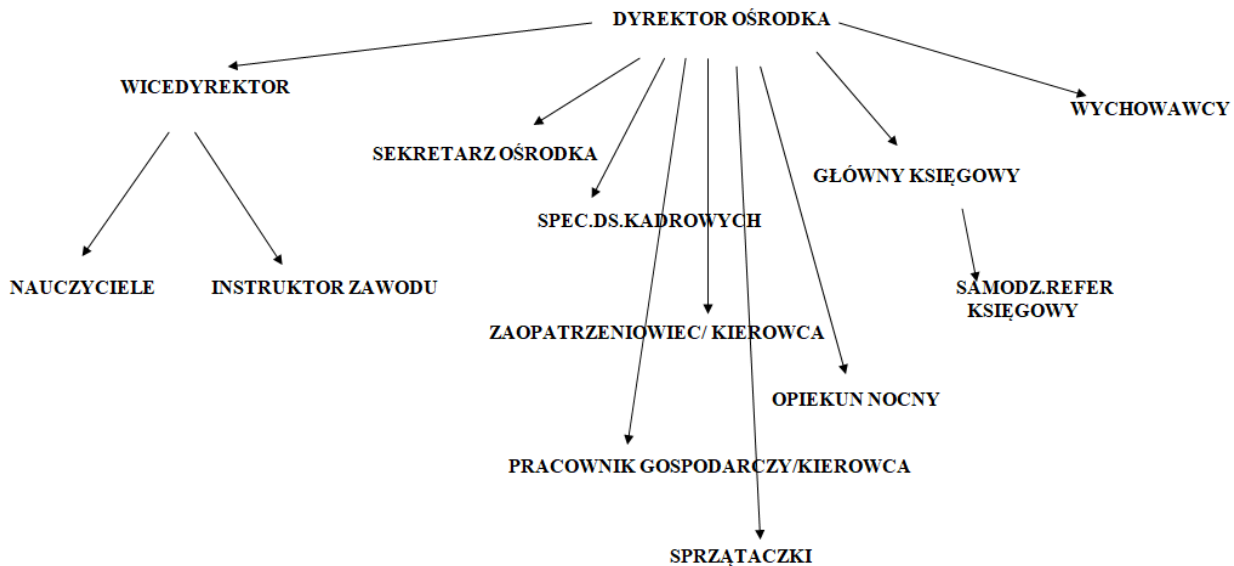 DYREKTOR OŚRODKA
WICEDYREKTOR
WYCHOWAWCY
SEKRETARZ OŚRODKA
GŁÓWNY KSIĘGOWY
SPEC.DS.KADROWYCH
NAUCZYCIELE
INSTRUKTOR ZAWODU
SAMODZ.REFER
KSIĘGOWY
ZAOPATRZENIOWIEC/ KIEROWCA
OPIEKUN NOCNY
PRACOWNIK GOSPODARCZY/KIEROWCA
SPRZĄTACZKI